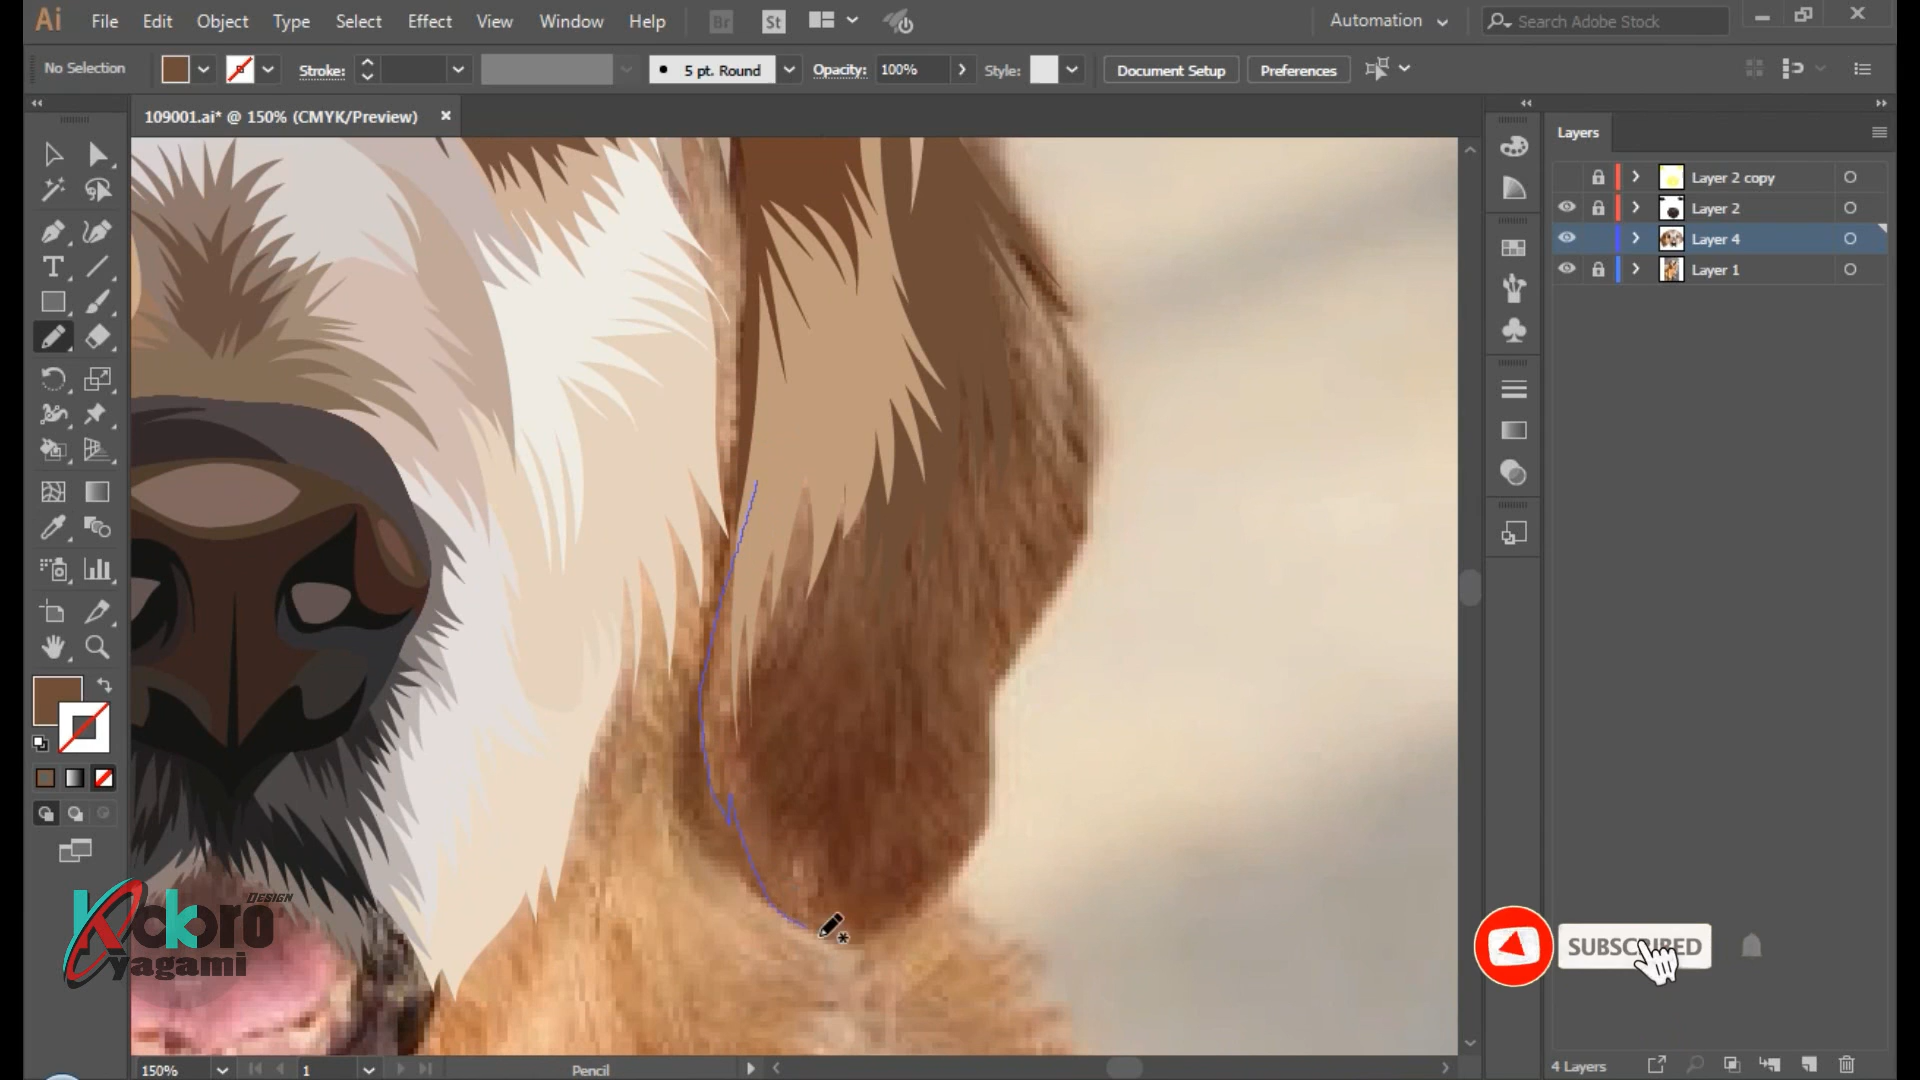 Ai File Edit Object Type Select Effect View Window Help Br St Automation Search Adobe Stock
No Selection Stroke: 5 pt. Round Opacity: 100% Style: Document Setup Preferences
109001.ai* @ 150% (CMYK/Preview)
Layers
Layer 2 copy
Layer 2
Layer 4
Layer 1
T
Kokoro DESIGN
yagami
SUBSCRIBED
150% 1 Pencil 4 Layers